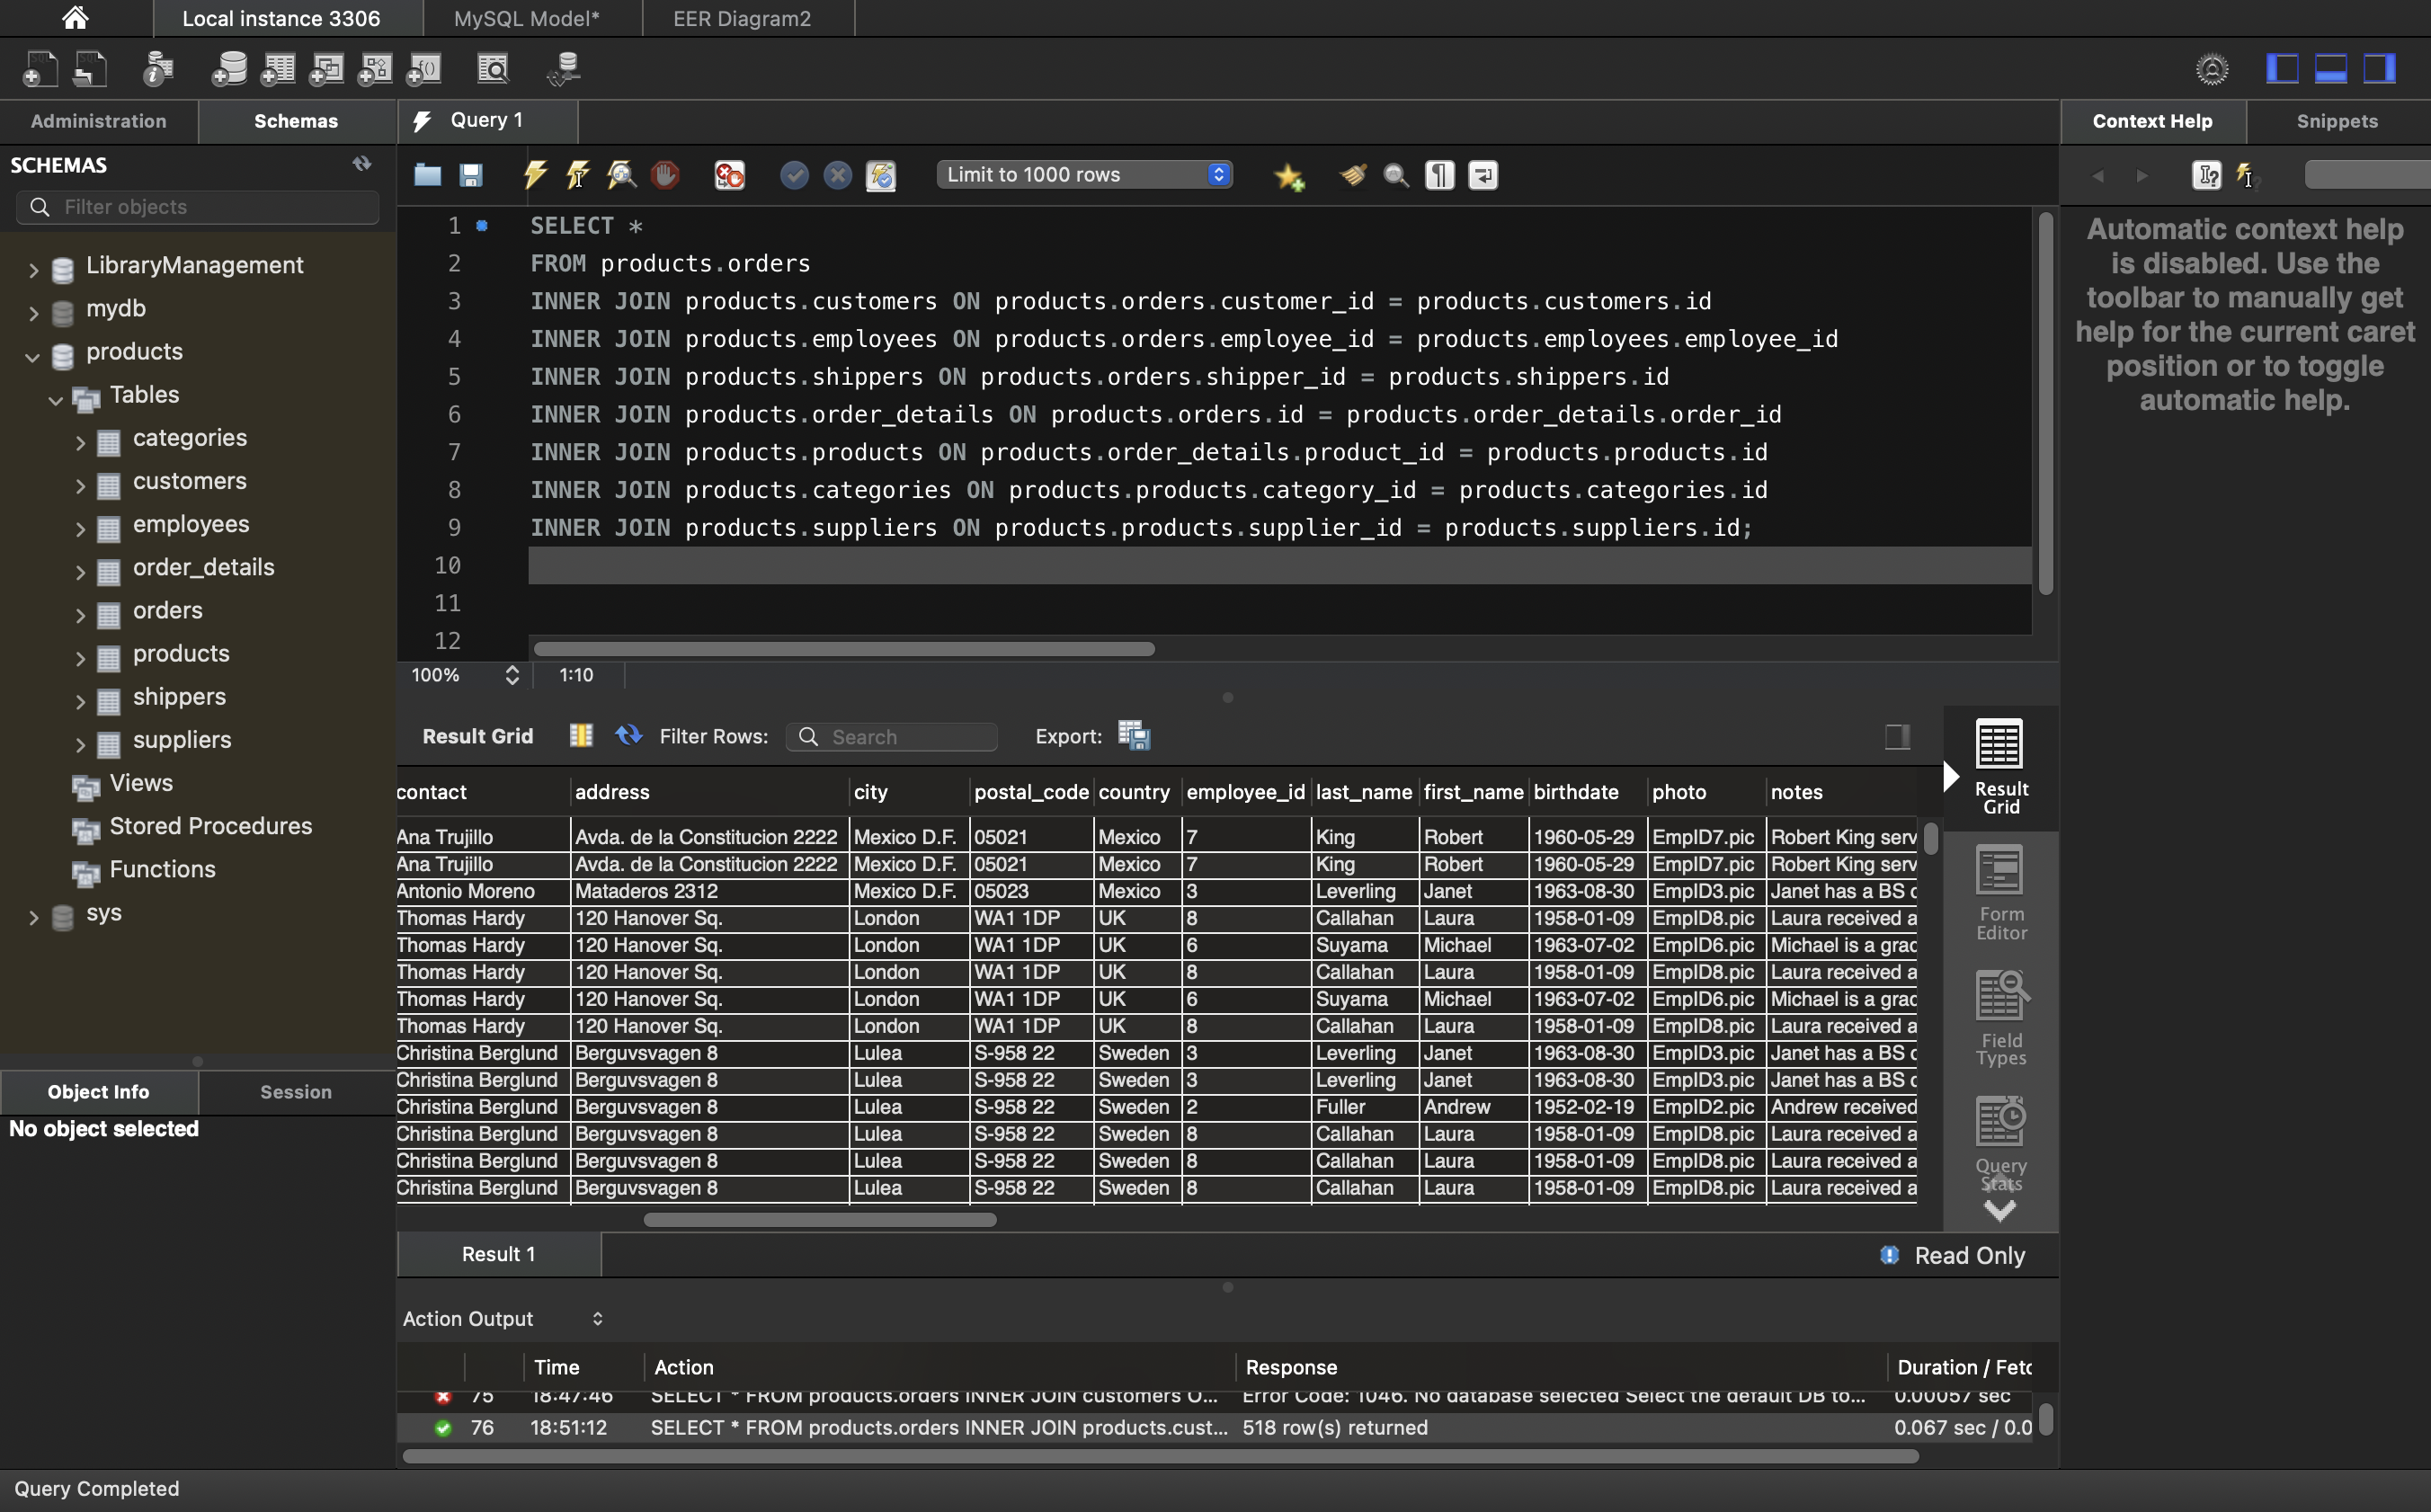 Local instance 3306 MySQL Model* EER Diagram2
Administration Schemas Query 1 Context Help Snippets
SCHEMAS
Filter objects
LibraryManagement
mydb
products
Tables
categories
customers
employees
order_details
orders
products
shippers
suppliers
Views
Stored Procedures
Functions
sys
Object Info Session
No object selected
Limit to 1000 rows
1 SELECT *
2 FROM products.orders
3 INNER JOIN products.customers ON products.orders.customer_id = products.customers.id
4 INNER JOIN products.employees ON products.orders.employee_id = products.employees.employee_id
5 INNER JOIN products.shippers ON products.orders.shipper_id = products.shippers.id
6 INNER JOIN products.order_details ON products.orders.id = products.order_details.order_id
7 INNER JOIN products.products ON products.order_details.product_id = products.products.id
8 INNER JOIN products.categories ON products.products.category_id = products.categories.id
9 INNER JOIN products.suppliers ON products.products.supplier_id = products.suppliers.id;
10
11
12
100% 1:10
Result Grid Filter Rows: Search Export:
contact address city postal_code country employee_id last_name first_name birthdate photo notes
Ana Trujillo Avda. de la Constitucion 2222 Mexico D.F. 05021 Mexico 7 King Robert 1960-05-29 EmpID7.pic Robert King serv
Ana Trujillo Avda. de la Constitucion 2222 Mexico D.F. 05021 Mexico 7 King Robert 1960-05-29 EmpID7.pic Robert King serv
Antonio Moreno Mataderos 2312 Mexico D.F. 05023 Mexico 3 Leverling Janet 1963-08-30 EmpID3.pic Janet has a BS
Thomas Hardy 120 Hanover Sq. London WA1 1DP UK 8 Callahan Laura 1958-01-09 EmpID8.pic Laura received a
Thomas Hardy 120 Hanover Sq. London WA1 1DP UK 6 Suyama Michael 1963-07-02 EmpID6.pic Michael is a grad
Thomas Hardy 120 Hanover Sq. London WA1 1DP UK 8 Callahan Laura 1958-01-09 EmpID8.pic Laura received a
Thomas Hardy 120 Hanover Sq. London WA1 1DP UK 6 Suyama Michael 1963-07-02 EmpID6.pic Michael is a grad
Thomas Hardy 120 Hanover Sq. London WA1 1DP UK 8 Callahan Laura 1958-01-09 EmpID8.pic Laura received a
Christina Berglund Berguvsvagen 8 Lulea S-958 22 Sweden 3 Leverling Janet 1963-08-30 EmpID3.pic Janet has a BS
Christina Berglund Berguvsvagen 8 Lulea S-958 22 Sweden 3 Leverling Janet 1963-08-30 EmpID3.pic Janet has a BS
Christina Berglund Berguvsvagen 8 Lulea S-958 22 Sweden 2 Fuller Andrew 1952-02-19 EmpID2.pic Andrew received
Christina Berglund Berguvsvagen 8 Lulea S-958 22 Sweden 8 Callahan Laura 1958-01-09 EmpID8.pic Laura received a
Christina Berglund Berguvsvagen 8 Lulea S-958 22 Sweden 8 Callahan Laura 1958-01-09 EmpID8.pic Laura received a
Christina Berglund Berguvsvagen 8 Lulea S-958 22 Sweden 8 Callahan Laura 1958-01-09 EmpID8.pic Laura received a
Result
Grid
Form
Editor
Field
Types
Query
Stats
Result 1 Read Only
Action Output
Time Action Response Duration / Fetc
75 18:47:46 SELECT * FROM products.orders INNER JOIN customers O... Error Code: 1046. No database selected Select the default DB to... 0.00057 sec
76 18:51:12 SELECT * FROM products.orders INNER JOIN products.cust... 518 row(s) returned 0.067 sec / 0.0
Automatic context help
is disabled. Use the
toolbar to manually get
help for the current caret
position or to toggle
automatic help.
Query Completed